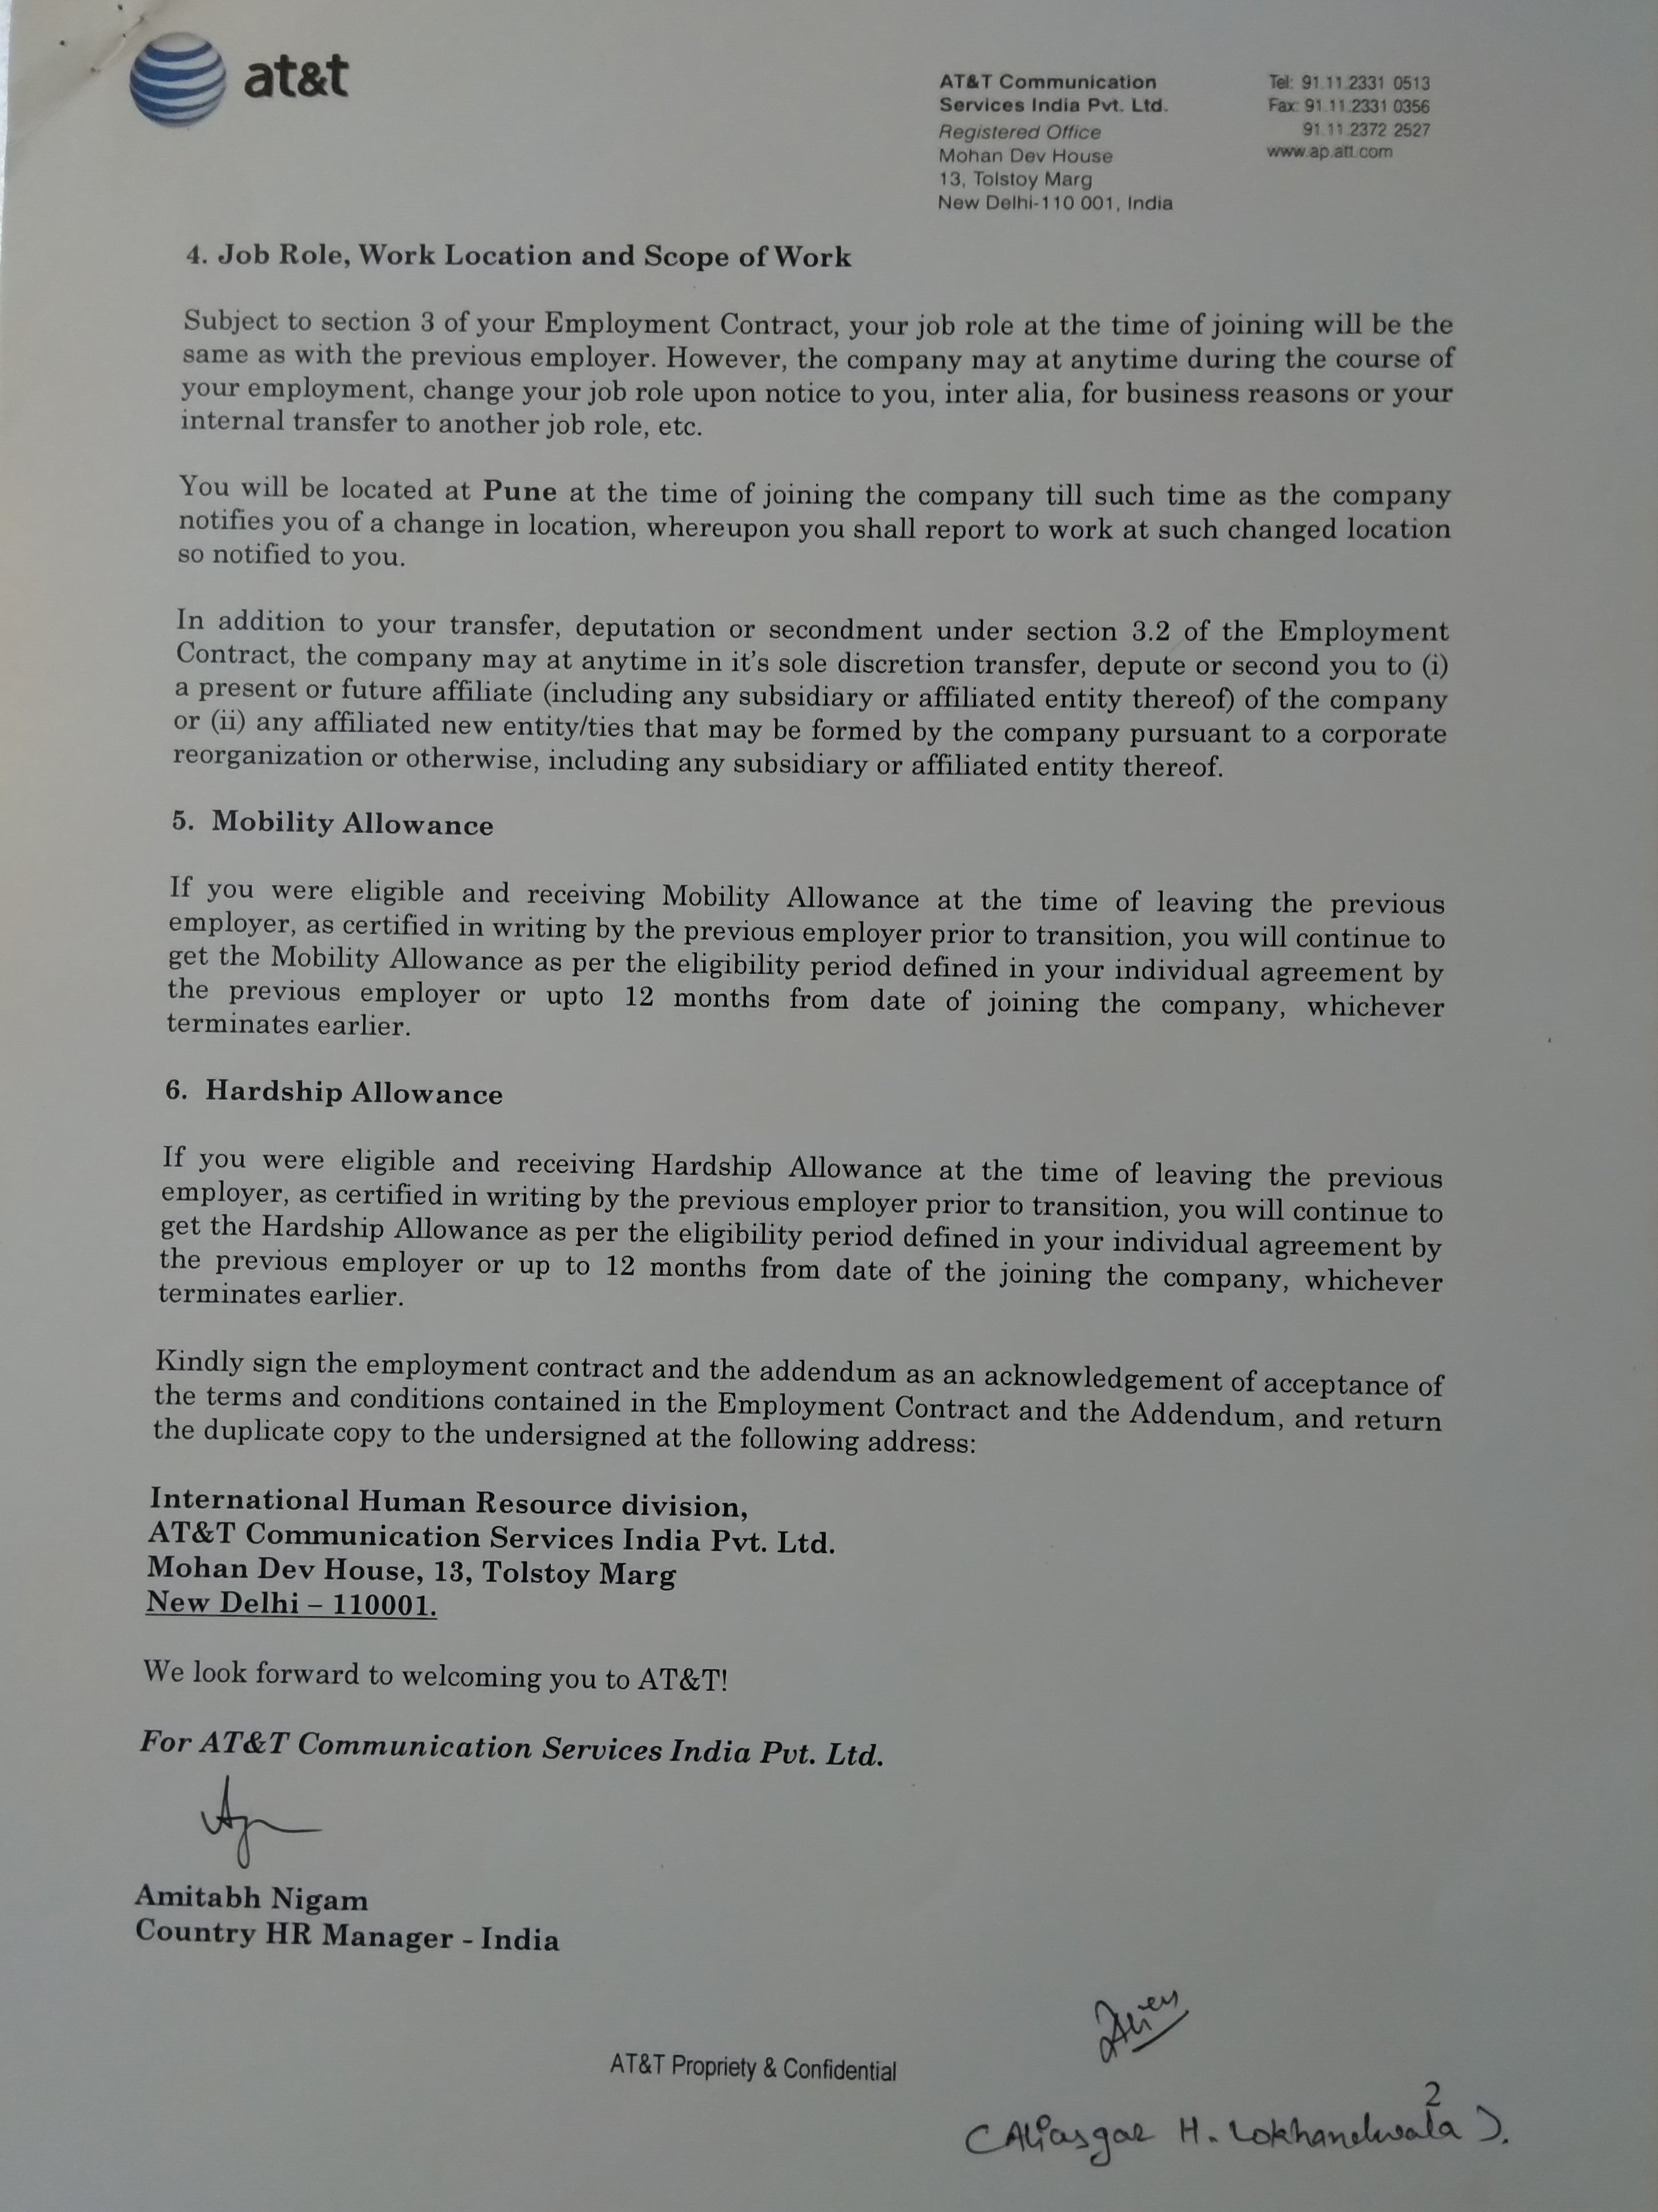 at&t
AT&T Communication
Services India Pvt. Ltd.
Registered Office
Mohan Dev House
13, Tolstoy Marg
New Delhi-110 001, India
Tel: 91.11.2331 0513
Fax: 91.11.2331 0356
91.11.2372 2527
www.ap.att.com
4. Job Role, Work Location and Scope of Work
Subject to section 3 of your Employment Contract, your job role at the time of joining will be the
same as with the previous employer. However, the company may at anytime during the course of
your employment, change your job role upon notice to you, inter alia, for business reasons or your
internal transfer to another job role, etc.
You will be located at Pune at the time of joining the company till such time as the company
notifies you of a change in location, whereupon you shall report to work at such changed location
so notified to you.
In addition to your transfer, deputation or secondment under section 3.2 of the Employment
Contract, the company may at anytime in it's sole discretion transfer, depute or second you to (i)
a present or future affiliate (including any subsidiary or affiliated entity thereof) of the company
or (ii) any affiliated new entity/ties that may be formed by the company pursuant to a corporate
reorganization or otherwise, including any subsidiary or affiliated entity thereof.
5. Mobility Allowance
If you were eligible and receiving Mobility Allowance at the time of leaving the previous
employer, as certified in writing by the previous employer prior to transition, you will continue to
get the Mobility Allowance as per the eligibility period defined in your individual agreement by
the previous employer or upto 12 months from date of joining the company, whichever
terminates earlier.
6. Hardship Allowance
If you were eligible and receiving Hardship Allowance at the time of leaving the previous
employer, as certified in writing by the previous employer prior to transition, you will continue to
get the Hardship Allowance as per the eligibility period defined in your individual agreement by
the previous employer or up to 12 months from date of the joining the company, whichever
terminates earlier.
Kindly sign the employment contract and the addendum as an acknowledgement of acceptance of
the terms and conditions contained in the Employment Contract and the Addendum, and return
the duplicate copy to the undersigned at the following address:
International Human Resource division,
AT&T Communication Services India Pvt. Ltd.
Mohan Dev House, 13, Tolstoy Marg
New Delhi – 110001.
We look forward to welcoming you to AT&T!
For AT&T Communication Services India Pvt. Ltd.
Amitabh Nigam
Country HR Manager - India
AT&T Propriety & Confidential
2
(Aliasgar H. Lokhandwala).